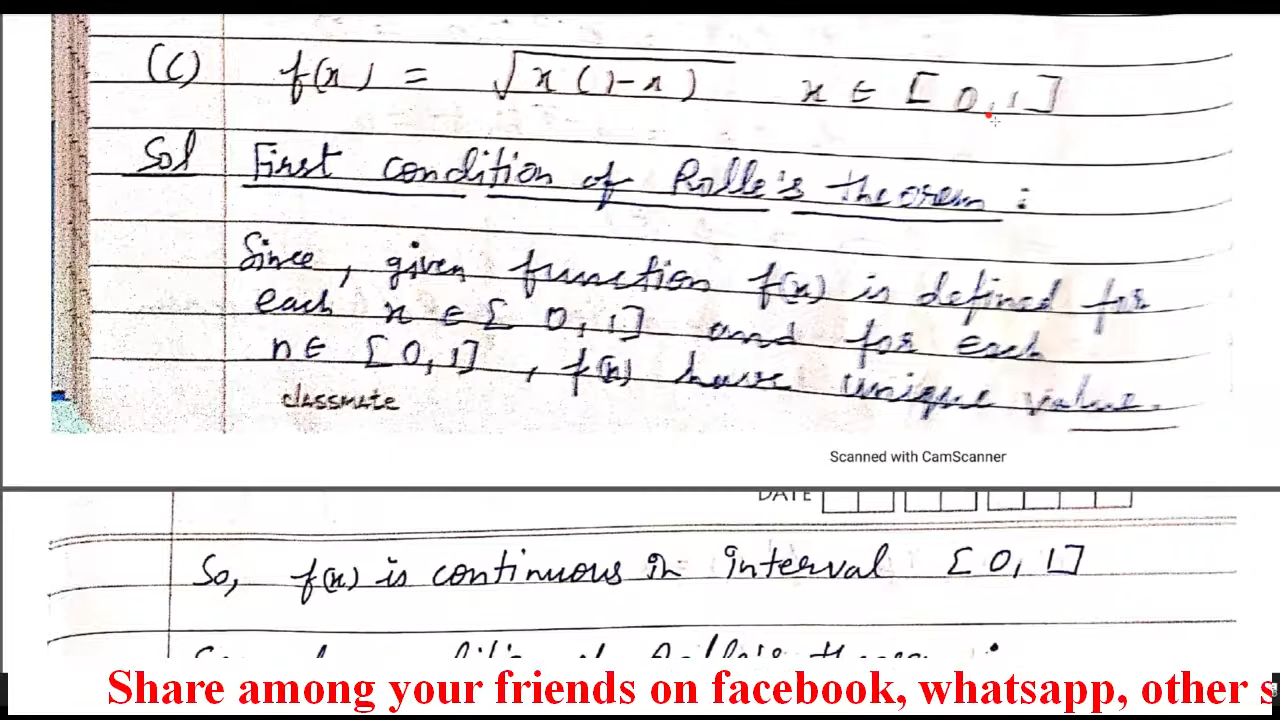 (C) f(x) = √x(1-x) x ∈ [0,1]
Sol First condition of Rolle's theorem :
Since, given function f(x) is defined for
each x ∈ [0,1] and for each
n ∈ [0,1], f(x) have unique value.
classmate
Scanned with CamScanner
DATE
So, f(x) is continuous in interval [0,1]
Share among your friends on facebook, whatsapp, other s